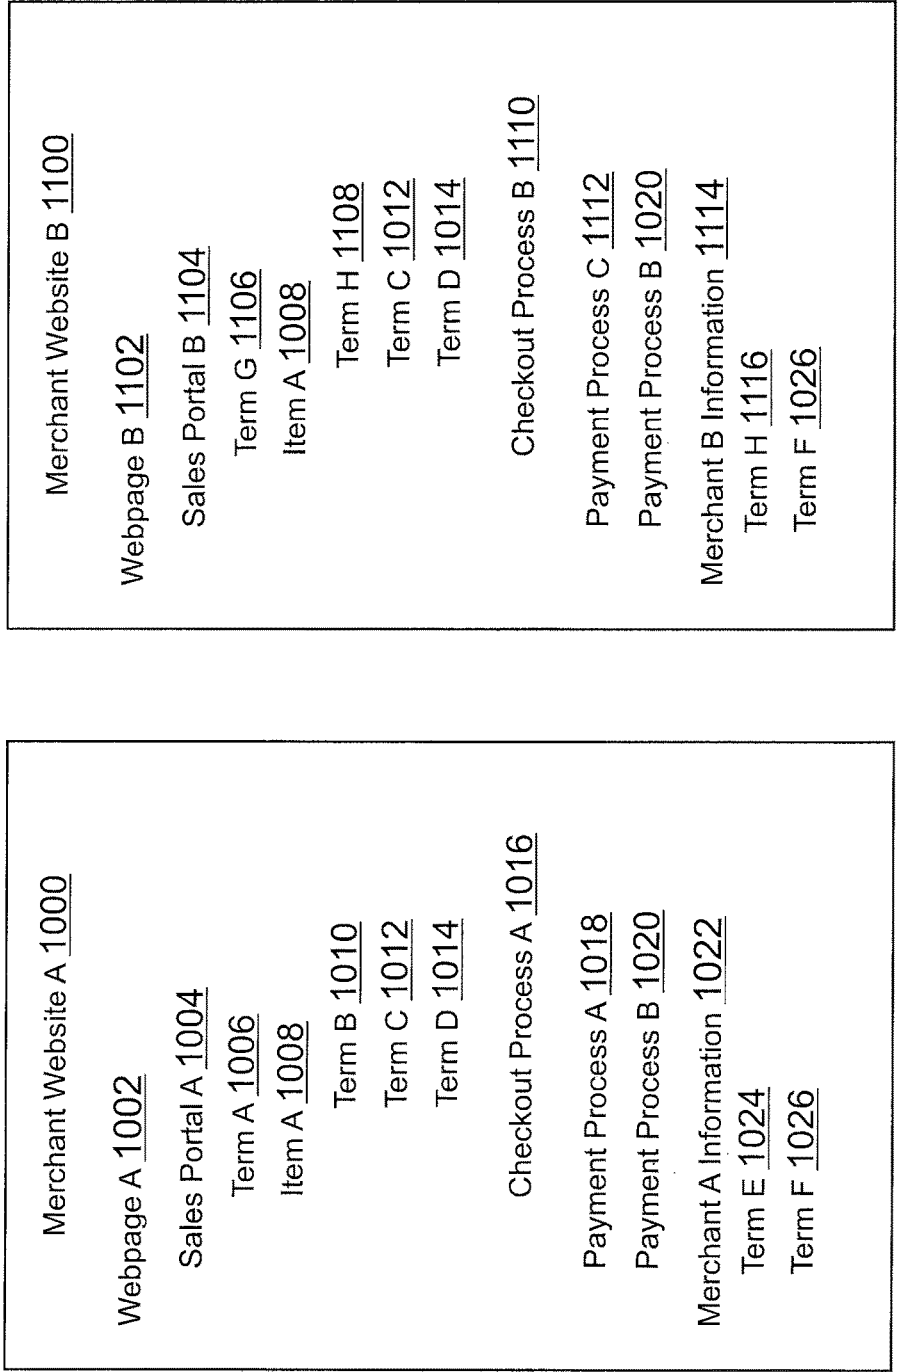 Merchant Website A 1000
Webpage A 1002
Sales Portal A 1004
Term A 1006
Item A 1008
Term B 1010
Term C 1012
Term D 1014
Checkout Process A 1016
Payment Process A 1018
Payment Process B 1020
Merchant A Information 1022
Term E 1024
Term F 1026
Merchant Website B 1100
Webpage B 1102
Sales Portal B 1104
Term G 1106
Item A 1008
Term H 1108
Term C 1012
Term D 1014
Checkout Process B 1110
Payment Process C 1112
Payment Process B 1020
Merchant B Information 1114
Term H 1116
Term F 1026